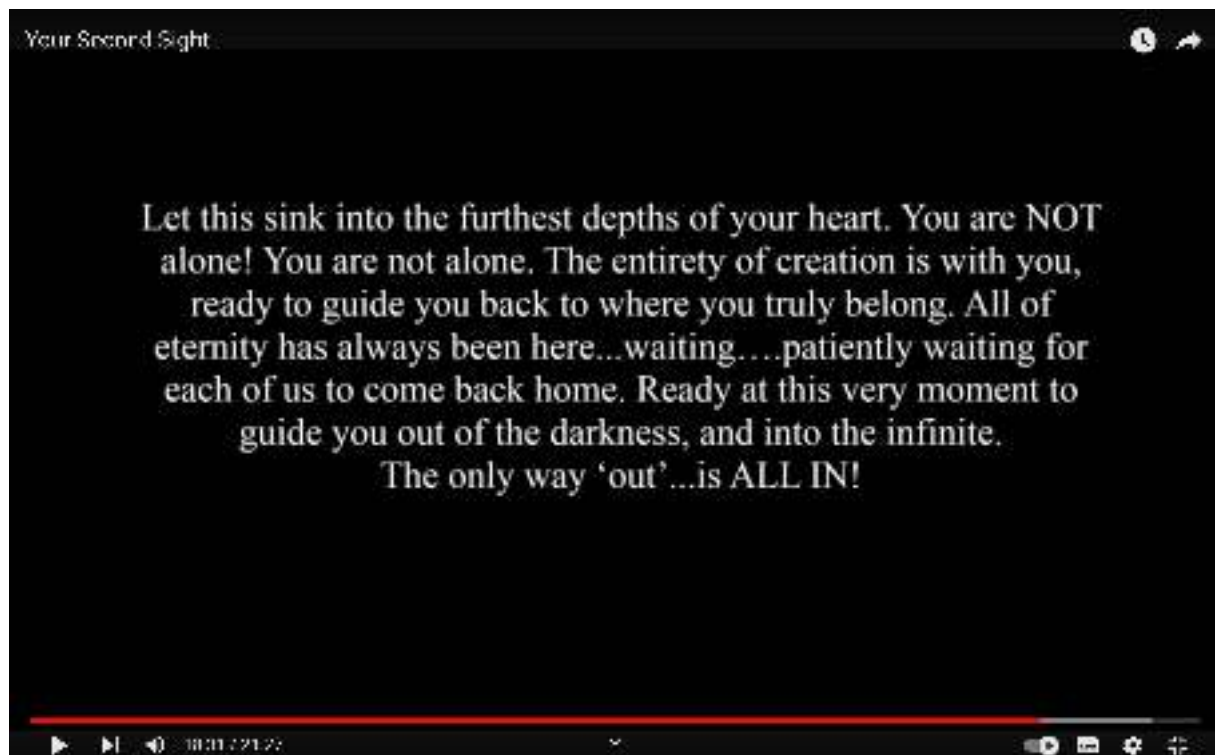 Your Second Sight
Let this sink into the furthest depths of your heart. You are NOT
alone! You are not alone. The entirety of creation is with you,
ready to guide you back to where you truly belong. All of
eternity has always been here...waiting….patiently waiting for
each of us to come back home. Ready at this very moment to
guide you out of the darkness, and into the infinite.
The only way ‘out’...is ALL IN!